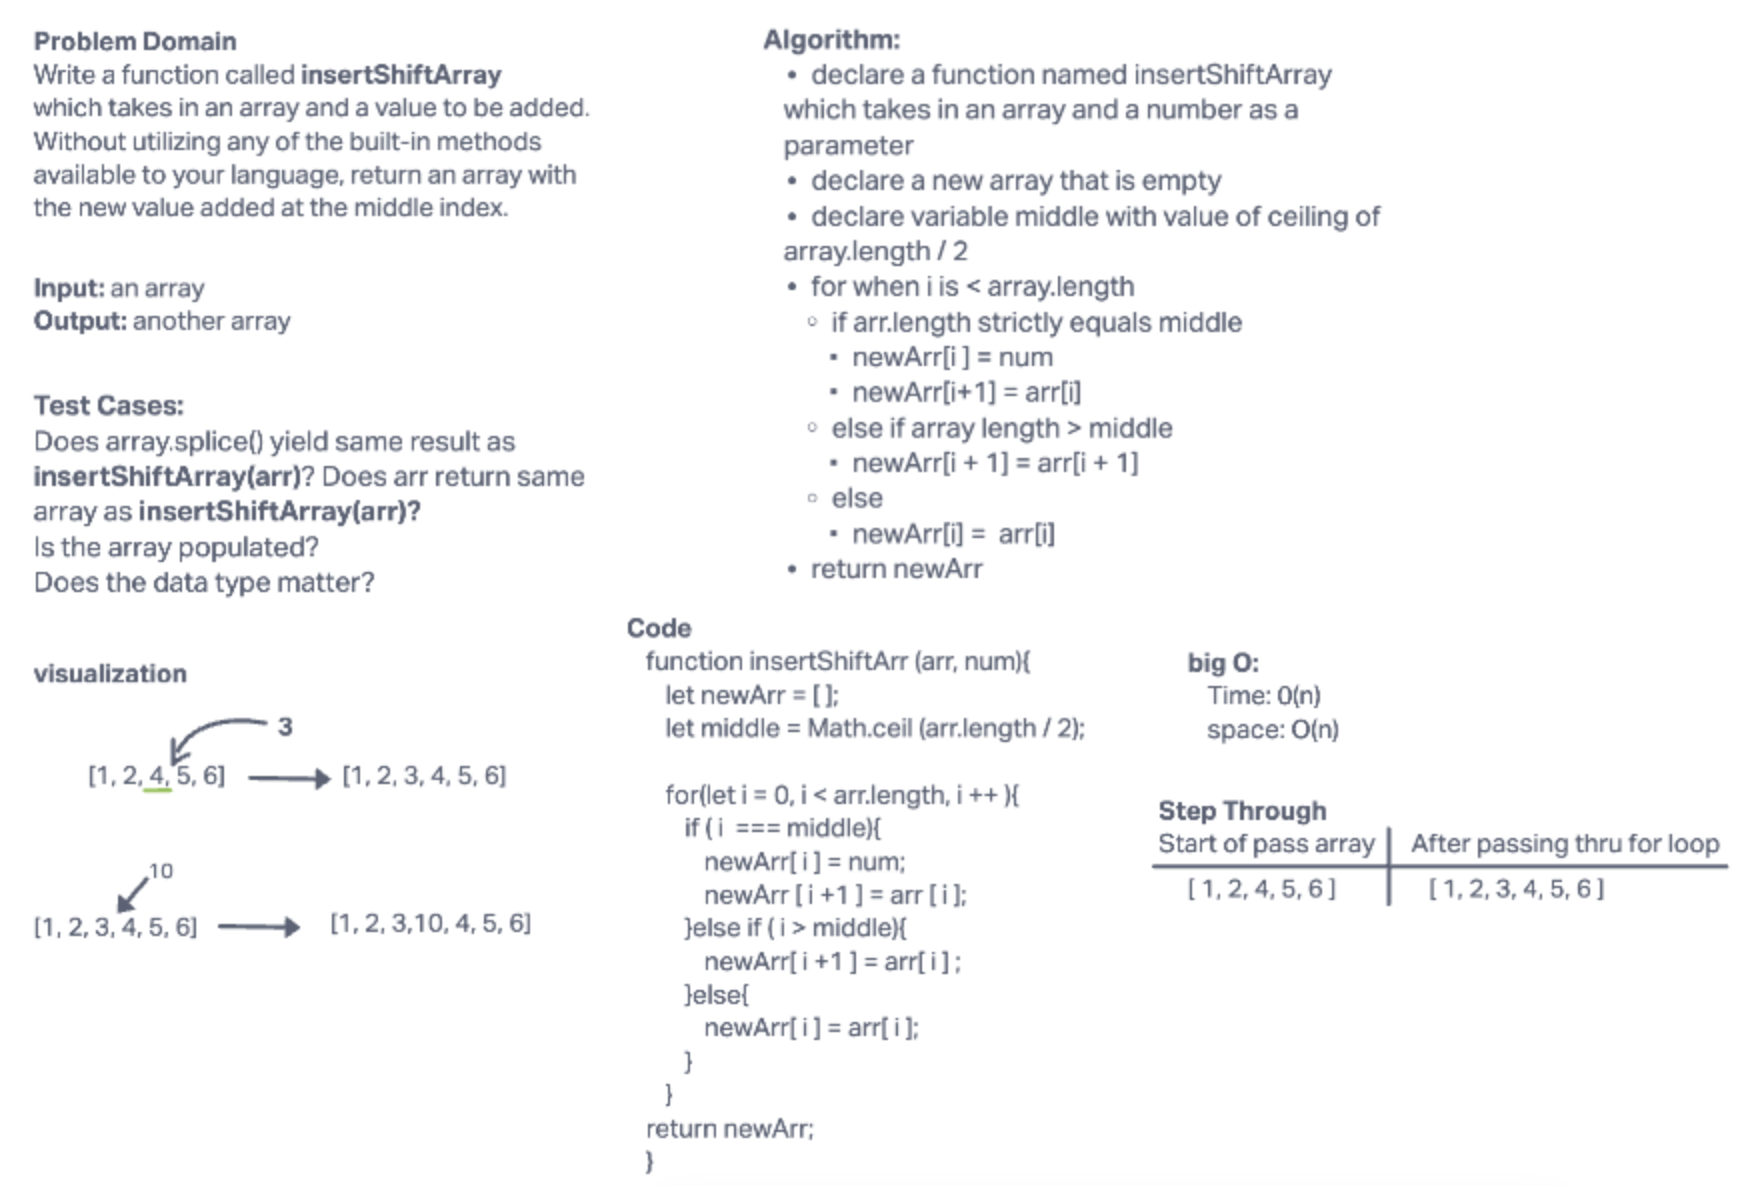 Problem Domain
Write a function called insertShiftArray
which takes in an array and a value to be added.
Without utilizing any of the built-in methods
available to your language, return an array with
the new value added at the middle index.
Input: an array
Output: another array
Test Cases:
Does array.splice() yield same result as
insertShiftArray(arr)? Does arr return same
array as insertShiftArray(arr)?
Is the array populated?
Does the data type matter?
visualization
3
[1, 2, 4, 5, 6]
[1, 2, 3, 4, 5, 6]
10
[1, 2, 3, 4, 5, 6]
[1, 2, 3,10, 4, 5, 6]
Algorithm:
• declare a function named insertShiftArray
which takes in an array and a number as a
parameter
• declare a new array that is empty
• declare variable middle with value of ceiling of
array.length / 2
• for when i is < array.length
◦ if arr.length strictly equals middle
▪ newArr[i ] = num
▪ newArr[i+1] = arr[i]
◦ else if array length > middle
▪ newArr[i + 1] = arr[i + 1]
◦ else
▪ newArr[i] = arr[i]
• return newArr
Code
function insertShiftArr (arr, num){
let newArr = [ ];
let middle = Math.ceil (arr.length / 2);
for(let i = 0, i < arr.length, i ++ ){
if ( i === middle){
newArr[ i ] = num;
newArr [ i +1 ] = arr [ i ];
}else if ( i > middle){
newArr[ i +1 ] = arr[ i ] ;
}else{
newArr[ i ] = arr[ i ];
}
}
return newArr;
}
big O:
Time: 0(n)
space: O(n)
Step Through
Start of pass array
After passing thru for loop
[ 1, 2, 4, 5, 6 ]
[ 1, 2, 3, 4, 5, 6 ]